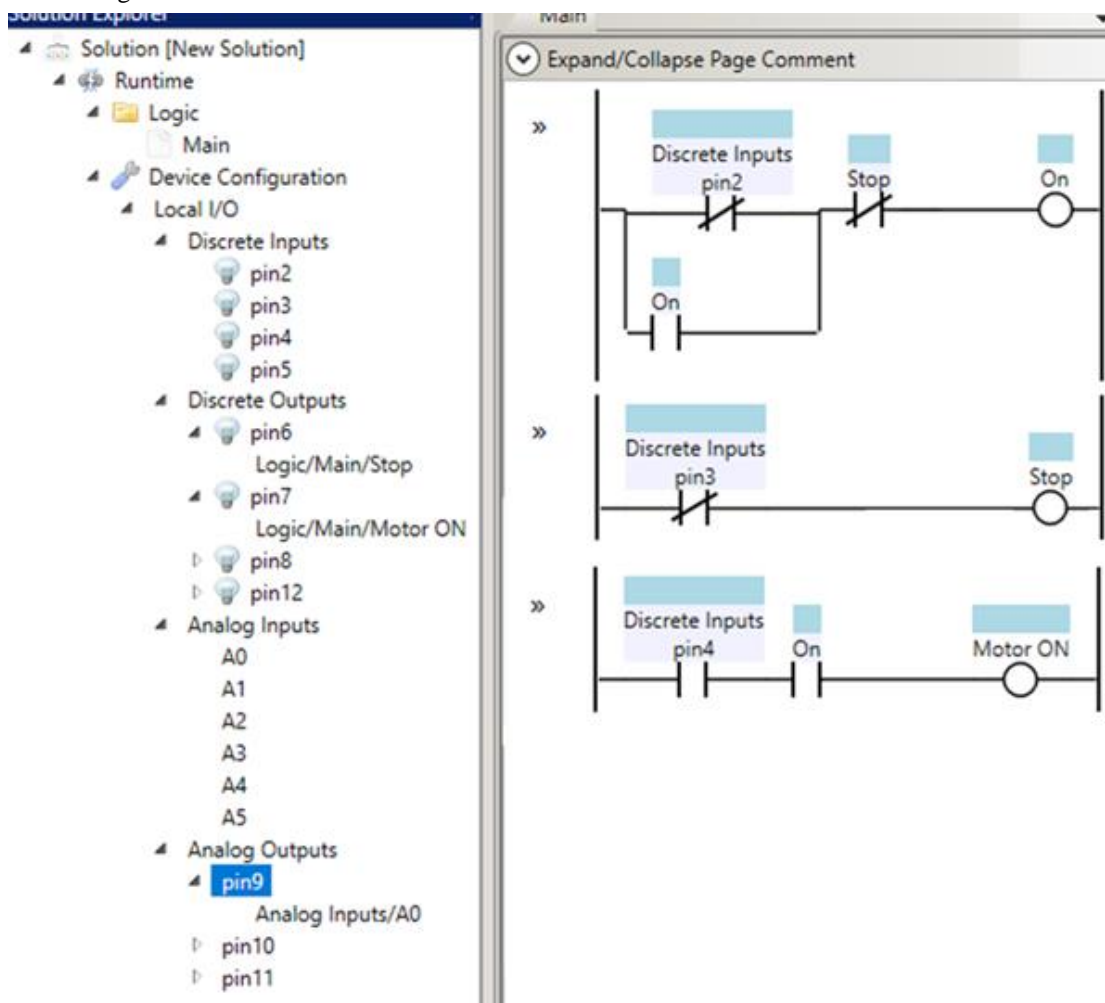 Solution Explorer
Solution [New Solution]
Runtime
Logic
Main
Device Configuration
Local I/O
Discrete Inputs
pin2
pin3
pin4
pin5
Discrete Outputs
pin6
Logic/Main/Stop
pin7
Logic/Main/Motor ON
pin8
pin12
Analog Inputs
A0
A1
A2
A3
A4
A5
Analog Outputs
pin9
Analog Inputs/A0
pin10
pin11
Main
Expand/Collapse Page Comment
Discrete Inputs
pin2
Stop
On
On
Discrete Inputs
pin3
Stop
Discrete Inputs
pin4
On
Motor ON